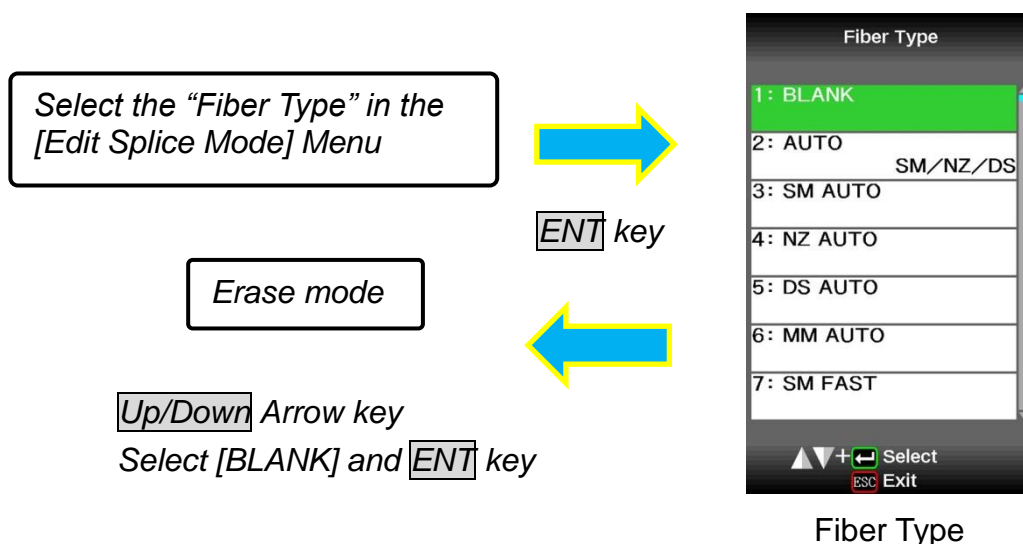 Select the “Fiber Type” in the
[Edit Splice Mode] Menu
ENT key
Erase mode
Up/Down Arrow key
Select [BLANK] and ENT key
Fiber Type
1: BLANK
2: AUTO
SM/NZ/DS
3: SM AUTO
4: NZ AUTO
5: DS AUTO
6: MM AUTO
7: SM FAST
+ Select
ESC Exit
Fiber Type